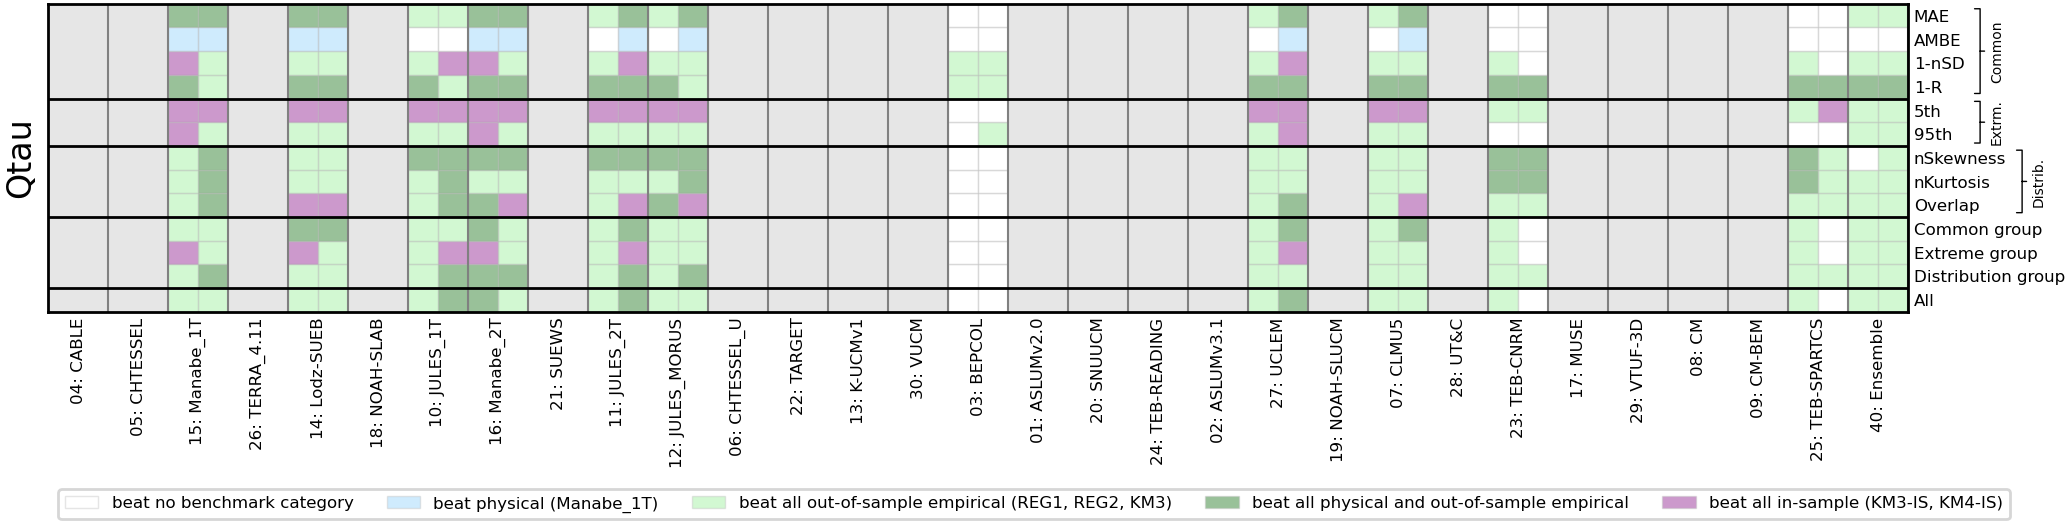 Qtau
MAE
AMBE
1-nSD
1-R
5th
95th
nSkewness
nKurtosis
Overlap
Common group
Extreme group
Distribution group
All
Common
Extrm.
Distrib.
04: CABLE
05: CHTESSEL
15: Manabe_1T
26: TERRA_4.11
14: Lodz-SUEB
18: NOAH-SLAB
10: JULES_1T
16: Manabe_2T
21: SUEWS
11: JULES_2T
12: JULES_MORUS
06: CHTESSEL_U
22: TARGET
13: K-UCMv1
30: VUCM
03: BEPCOL
01: ASLUMv2.0
20: SNUUCM
24: TEB-READING
02: ASLUMv3.1
27: UCLEM
19: NOAH-SLUCM
07: CLMU5
28: UT&C
23: TEB-CNRM
17: MUSE
29: VTUF-3D
08: CM
09: CM-BEM
25: TEB-SPARTCS
40: Ensemble
beat no benchmark category
beat physical (Manabe_1T)
beat all out-of-sample empirical (REG1, REG2, KM3)
beat all physical and out-of-sample empirical
beat all in-sample (KM3-IS, KM4-IS)